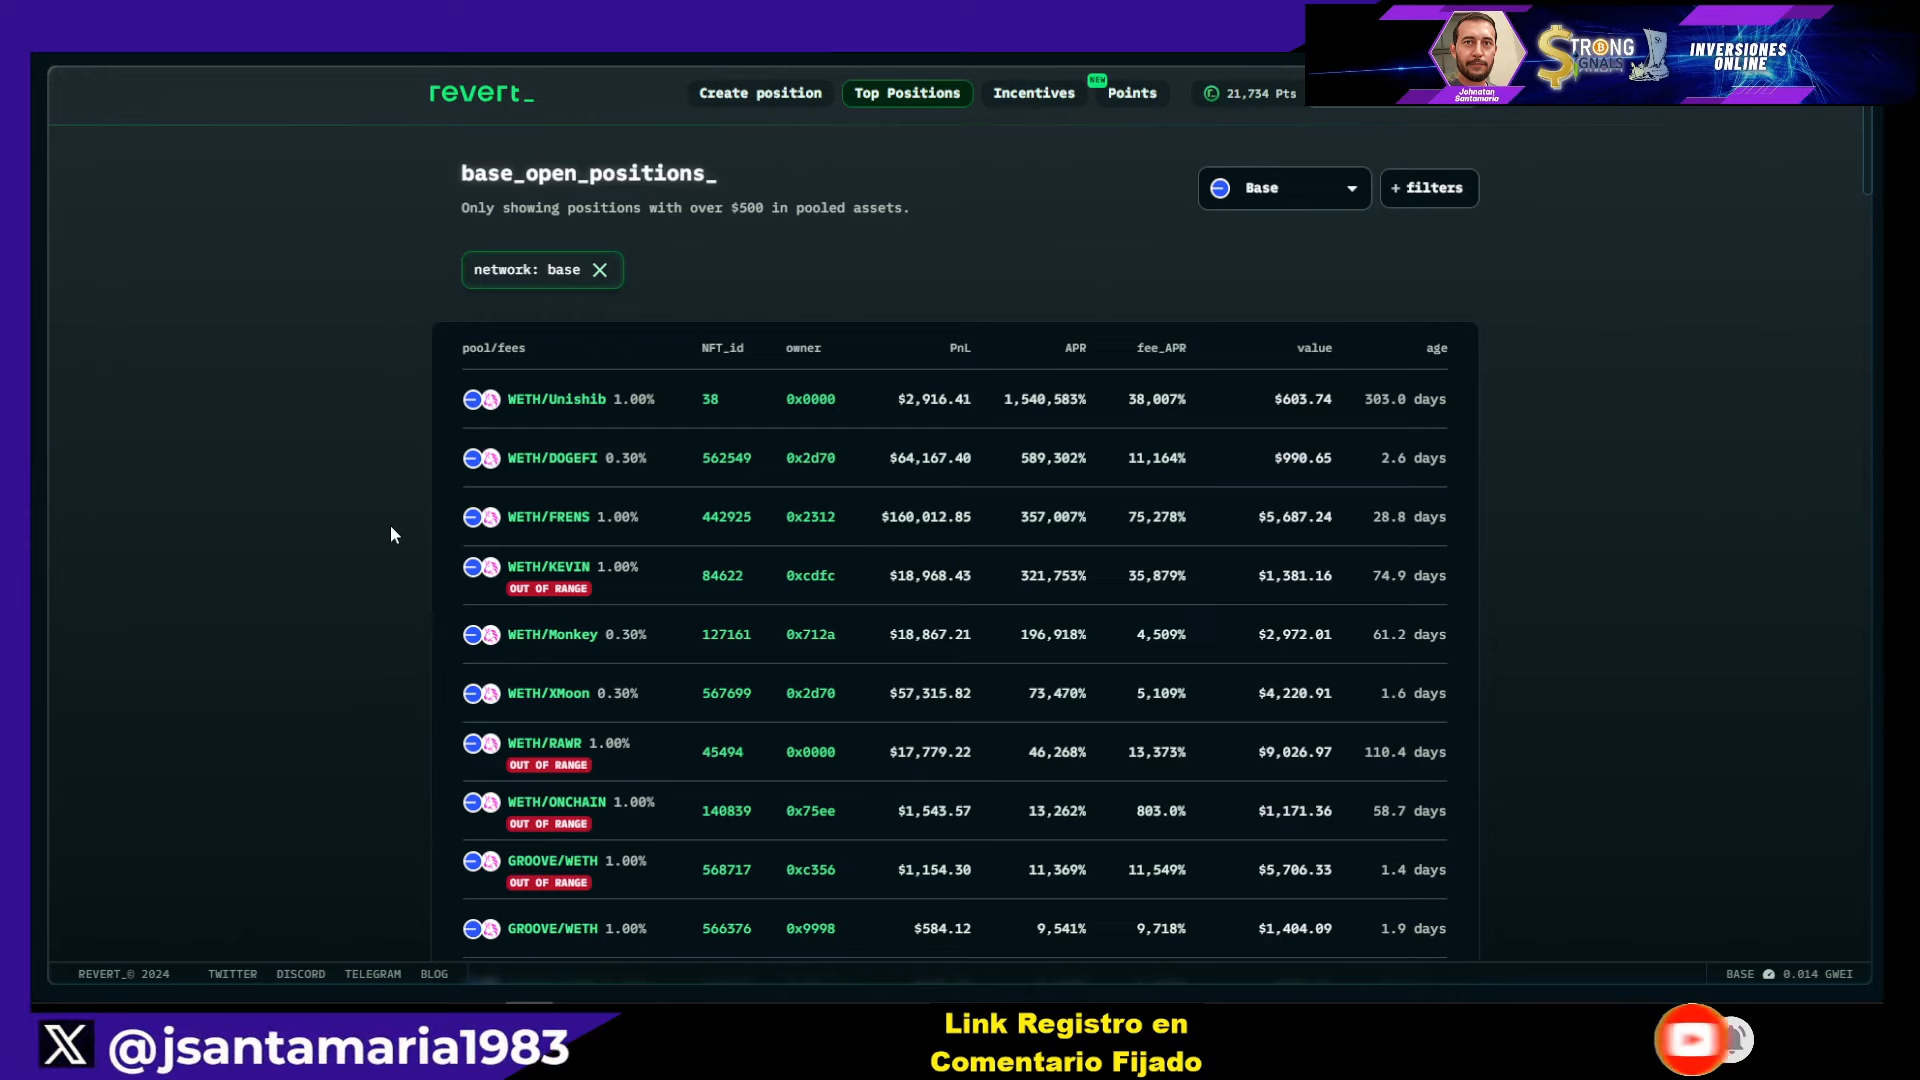 revert_
Create position
Top Positions
Incentives
NEW
Points
21,734 Pts
Johnatan
Santamaria
$TRONG
SIGNALS
INVERSIONES
ONLINE
base_open_positions_
Only showing positions with over $500 in pooled assets.
Base
+ filters
network: base
pool/fees NFT_id owner PnL APR fee_APR value age
WETH/Unishib 1.00% 38 0x0000 $2,916.41 1,540,583% 38,007% $603.74 303.0 days
WETH/DOGEFI 0.30% 562549 0x2d70 $64,167.40 589,302% 11,164% $990.65 2.6 days
WETH/FRENS 1.00% 442925 0x2312 $160,012.85 357,007% 75,278% $5,687.24 28.8 days
WETH/KEVIN 1.00% 84622 0xcdfc $18,968.43 321,753% 35,879% $1,381.16 74.9 days
OUT OF RANGE
WETH/Monkey 0.30% 127161 0x712a $18,867.21 196,918% 4,509% $2,972.01 61.2 days
WETH/XMoon 0.30% 567699 0x2d70 $57,315.82 73,470% 5,109% $4,220.91 1.6 days
WETH/RAWR 1.00% 45494 0x0000 $17,779.22 46,268% 13,373% $9,026.97 110.4 days
OUT OF RANGE
WETH/ONCHAIN 1.00% 140839 0x75ee $1,543.57 13,262% 803.0% $1,171.36 58.7 days
OUT OF RANGE
GROOVE/WETH 1.00% 568717 0xc356 $1,154.30 11,369% 11,549% $5,706.33 1.4 days
OUT OF RANGE
GROOVE/WETH 1.00% 566376 0x9998 $584.12 9,541% 9,718% $1,404.09 1.9 days
REVERT_© 2024 TWITTER DISCORD TELEGRAM BLOG
BASE 0.014 GWEI
X @jsantamaria1983
Link Registro en
Comentario Fijado